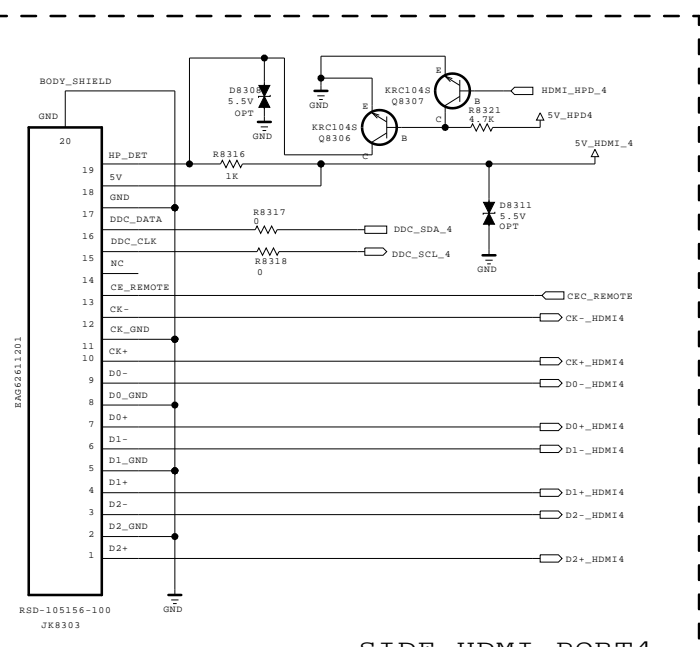 BODY_SHIELD
GND
20
HP_DET
19
5V
18
GND
17
DDC_DATA
16
DDC_CLK
15
NC
14
CE_REMOTE
13
CK-
12
CK_GND
11
CK+
10
D0-
9
D0_GND
8
D0+
7
D1-
6
D1_GND
5
D1+
4
D2-
3
D2_GND
2
D2+
1
EAG62611201
RSD-105156-100
JK8303
GND
R8316
1K
D8308
5.5V
OPT
GND
GND
KRC104S
Q8307
E
B
C
HDMI_HPD_4
KRC104S
Q8306
E
B
C
R8321
4.7K
5V_HPD4
5V_HDMI_4
D8311
5.5V
OPT
GND
R8317
0
DDC_SDA_4
R8318
0
DDC_SCL_4
CEC_REMOTE
CK-_HDMI4
CK+_HDMI4
D0-_HDMI4
D0+_HDMI4
D1-_HDMI4
D1+_HDMI4
D2-_HDMI4
D2+_HDMI4
SIDE HDMI PORT4